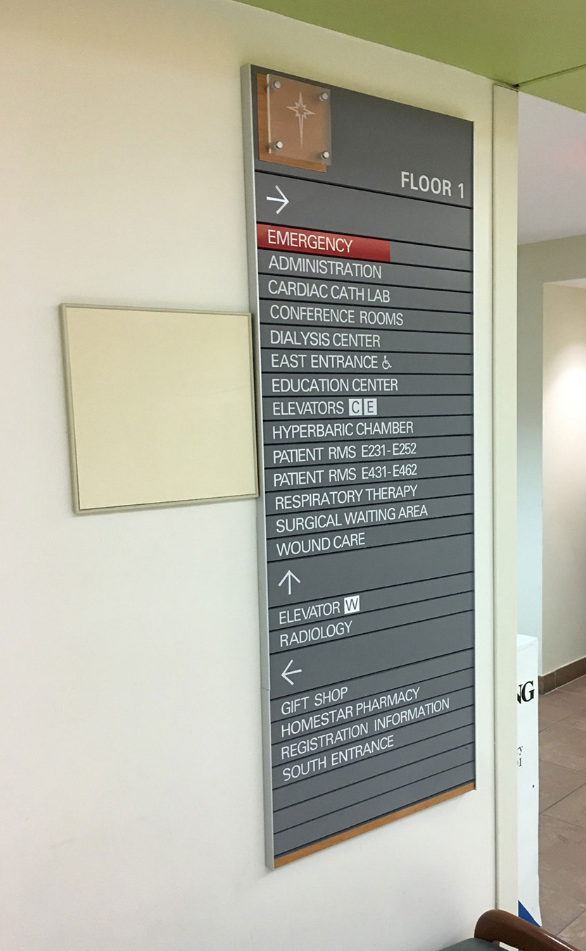 FLOOR 1
→
EMERGENCY
ADMINISTRATION
CARDIAC CATH LAB
CONFERENCE ROOMS
DIALYSIS CENTER
EAST ENTRANCE ♿
EDUCATION CENTER
ELEVATORS C E
HYPERBARIC CHAMBER
PATIENT RMS E231-E252
PATIENT RMS E431-E462
RESPIRATORY THERAPY
SURGICAL WAITING AREA
WOUND CARE
↑
ELEVATOR W
RADIOLOGY
←
GIFT SHOP
HOMESTAR PHARMACY
REGISTRATION INFORMATION
SOUTH ENTRANCE
NG